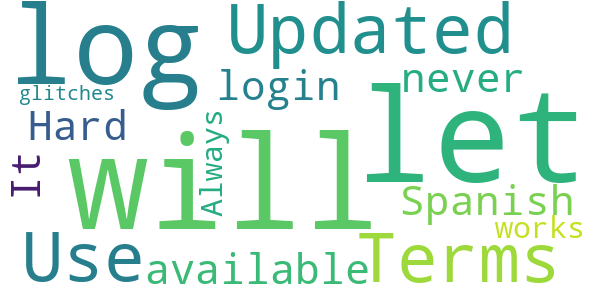 log Updated
glitches login never
Hard Always let
It will Spanish
works
Use available Terms